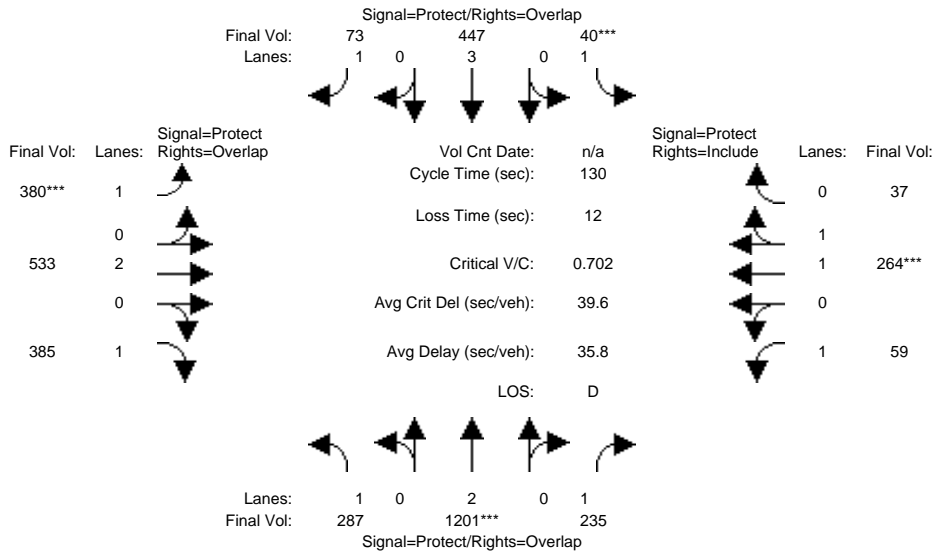 Signal=Protect/Rights=Overlap
Final Vol: 73 447 40***
Lanes: 1 0 3 0 1
Signal=Protect
Final Vol: Lanes: Rights=Overlap
Vol Cnt Date: n/a
Signal=Protect
Rights=Include Lanes: Final Vol:
Cycle Time (sec): 130
380*** 1
0 37
Loss Time (sec): 12
0
1
533 2
Critical V/C: 0.702
1 264***
0
Avg Crit Del (sec/veh): 39.6
0
385 1
Avg Delay (sec/veh): 35.8
1 59
LOS: D
Lanes: 1 0 2 0 1
Final Vol: 287 1201*** 235
Signal=Protect/Rights=Overlap